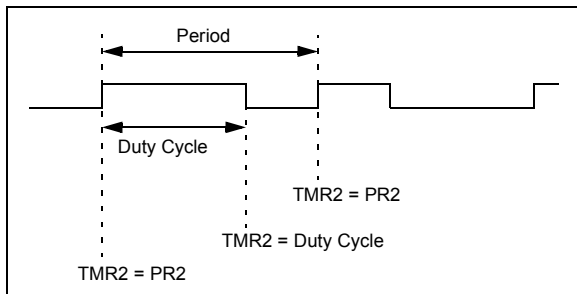 Period
Duty Cycle
TMR2 = PR2
TMR2 = Duty Cycle
TMR2 = PR2